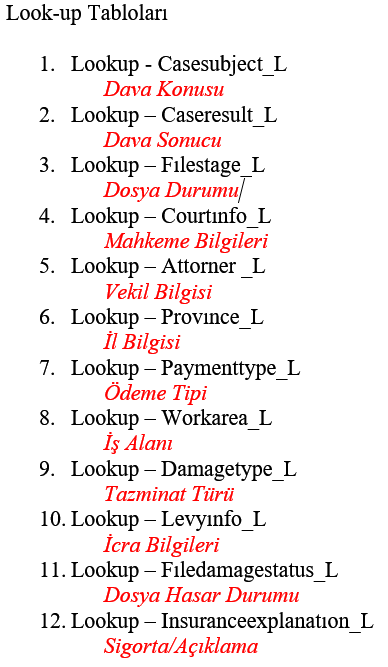 Look-up Tabloları
1. Lookup - Casesubject_L
Dava Konusu
2. Lookup – Caseresult_L
Dava Sonucu
3. Lookup – Fılestage_L
Dosya Durumu
4. Lookup – Courtınfo_L
Mahkeme Bilgileri
5. Lookup – Attorner _L
Vekil Bilgisi
6. Lookup – Provınce_L
İl Bilgisi
7. Lookup – Paymenttype_L
Ödeme Tipi
8. Lookup – Workarea_L
İş Alanı
9. Lookup – Damagetype_L
Tazminat Türü
10. Lookup – Levyınfo_L
İcra Bilgileri
11. Lookup – Fıledamagestatus_L
Dosya Hasar Durumu
12. Lookup – Insuranceexplanatıon_L
Sigorta/Açıklama